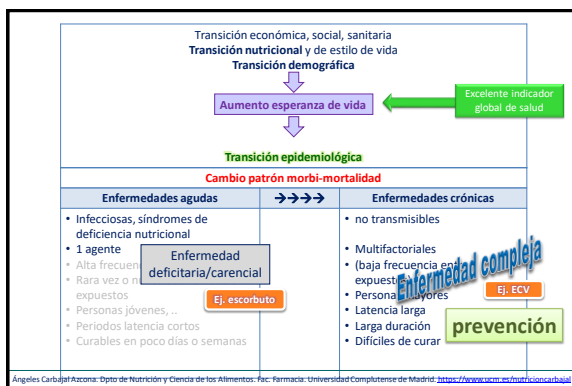 Transición económica, social, sanitaria
Transición nutricional y de estilo de vida
Transición demográfica
Aumento esperanza de vida
Excelente indicador
global de salud
Transición epidemiológica
Cambio patrón morbi-mortalidad
Enfermedades agudas
→→→→
Enfermedades crónicas
• Infecciosas, síndromes de
deficiencia nutricional
• 1 agente
• Alta frecuenc
• Rara vez o n
expuestos
• Personas jóvenes, ..
• Periodos latencia cortos
• Curables en poco días o semanas
Enfermedad
deficitaria/carencial
Ej. escorbuto
• no transmisibles
• Multifactoriales
• (baja frecuencia en
expuesto
• Persona ayores
• Latencia larga
• Larga duración
• Difíciles de curar
Enfermedad compleja
Ej. ECV
prevención
Ángeles Carbajal Azcona. Dpto de Nutrición y Ciencia de los Alimentos. Fac. Farmacia. Universidad Complutense de Madrid. https://www.ucm.es/nutricioncarbajal